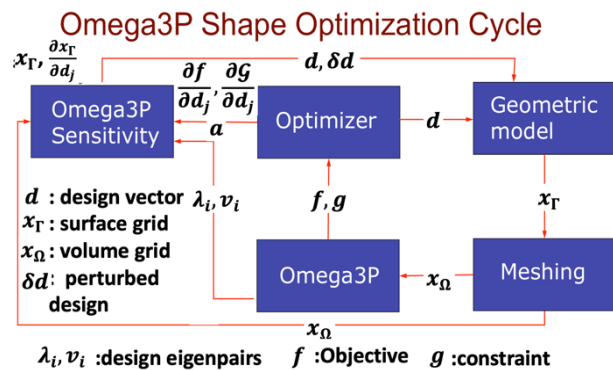 Omega3P Shape Optimization Cycle
x_Γ, ∂x_Γ/∂d_j
d, δd
∂f/∂d_j, ∂𝒢/∂d_j
Omega3P
Sensitivity
a
Optimizer
d
Geometric
model
λ_i, v_i
f, g
x_Γ
d : design vector
x_Γ : surface grid
x_Ω : volume grid
δd: perturbed
design
Omega3P
x_Ω
Meshing
x_Ω
λ_i, v_i :design eigenpairs f :Objective g :constraint